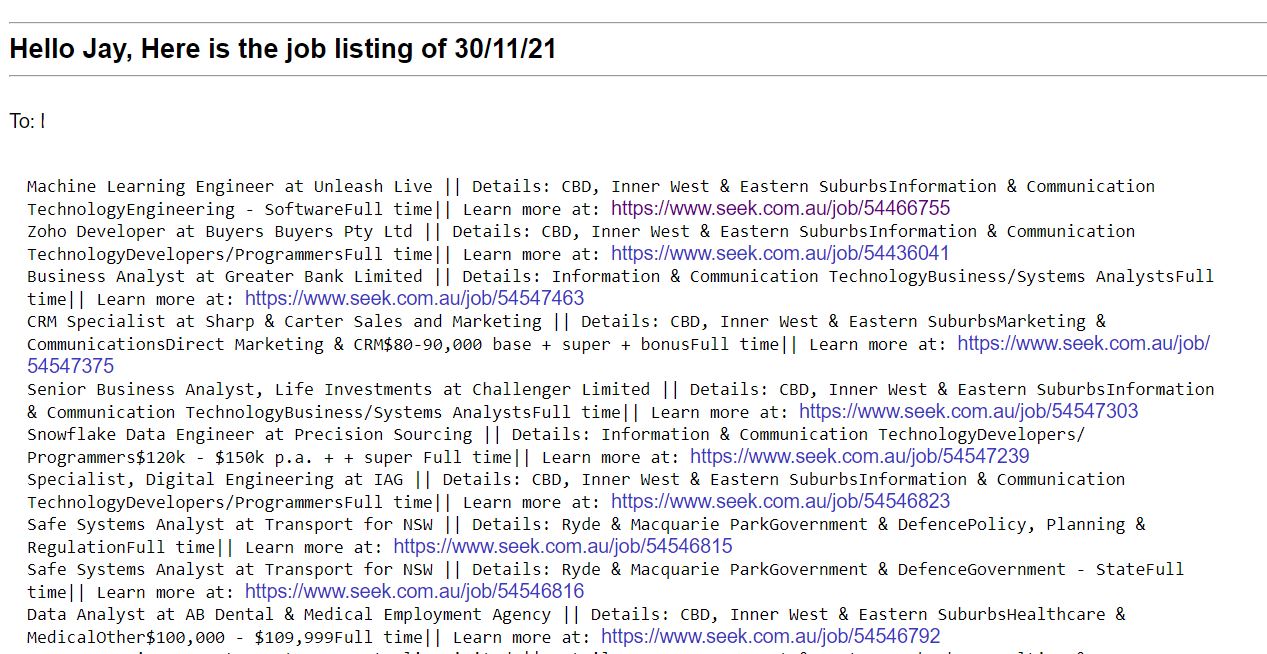 Hello Jay, Here is the job listing of 30/11/21
To: I
Machine Learning Engineer at Unleash Live || Details: CBD, Inner West & Eastern SuburbsInformation & Communication
TechnologyEngineering - SoftwareFull time|| Learn more at: https://www.seek.com.au/job/54466755
Zoho Developer at Buyers Buyers Pty Ltd || Details: CBD, Inner West & Eastern SuburbsInformation & Communication
TechnologyDevelopers/ProgrammersFull time|| Learn more at: https://www.seek.com.au/job/54436041
Business Analyst at Greater Bank Limited || Details: Information & Communication TechnologyBusiness/Systems AnalystsFull
time|| Learn more at: https://www.seek.com.au/job/54547463
CRM Specialist at Sharp & Carter Sales and Marketing || Details: CBD, Inner West & Eastern SuburbsMarketing &
CommunicationsDirect Marketing & CRM$80-90,000 base + super + bonusFull time|| Learn more at: https://www.seek.com.au/job/
54547375
Senior Business Analyst, Life Investments at Challenger Limited || Details: CBD, Inner West & Eastern SuburbsInformation
& Communication TechnologyBusiness/Systems AnalystsFull time|| Learn more at: https://www.seek.com.au/job/54547303
Snowflake Data Engineer at Precision Sourcing || Details: Information & Communication TechnologyDevelopers/
Programmers$120k - $150k p.a. + + super Full time|| Learn more at: https://www.seek.com.au/job/54547239
Specialist, Digital Engineering at IAG || Details: CBD, Inner West & Eastern SuburbsInformation & Communication
TechnologyDevelopers/ProgrammersFull time|| Learn more at: https://www.seek.com.au/job/54546823
Safe Systems Analyst at Transport for NSW || Details: Ryde & Macquarie ParkGovernment & DefencePolicy, Planning &
RegulationFull time|| Learn more at: https://www.seek.com.au/job/54546815
Safe Systems Analyst at Transport for NSW || Details: Ryde & Macquarie ParkGovernment & DefenceGovernment - StateFull
time|| Learn more at: https://www.seek.com.au/job/54546816
Data Analyst at AB Dental & Medical Employment Agency || Details: CBD, Inner West & Eastern SuburbsHealthcare &
MedicalOther$100,000 - $109,999Full time|| Learn more at: https://www.seek.com.au/job/54546792